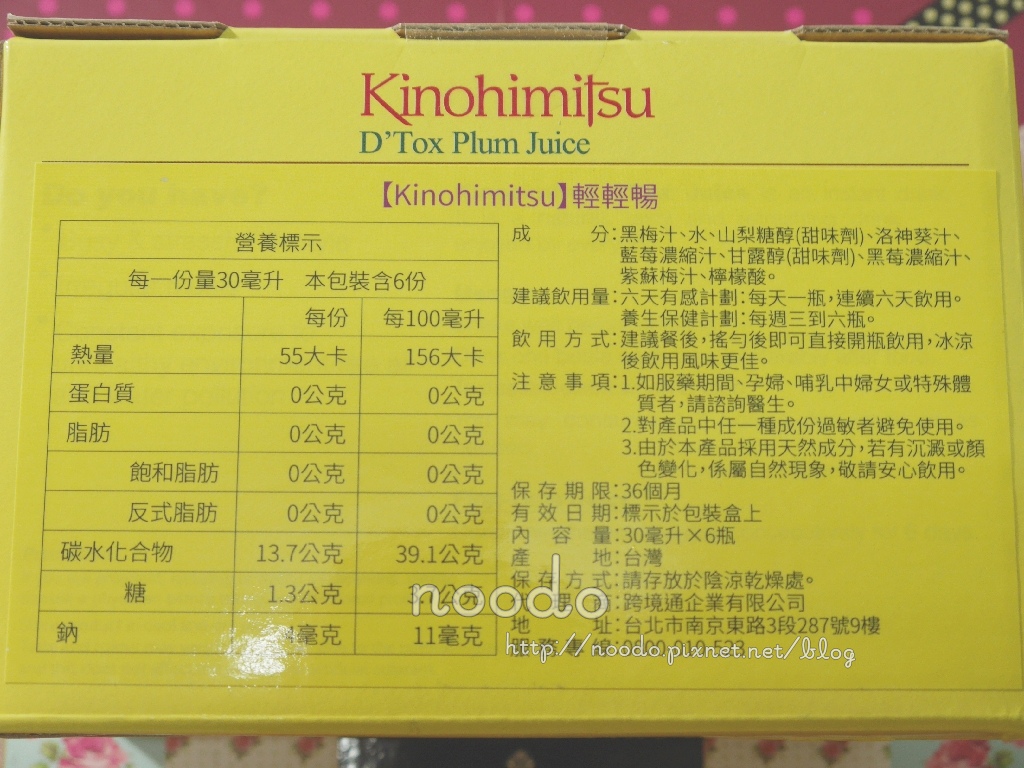 Kinohimitsu
D'Tox Plum Juice
【Kinohimitsu】輕輕暢
營養標示
每一份量30毫升 本包裝含6份
每份 每100毫升
熱量 55大卡 156大卡
蛋白質 0公克 0公克
脂肪 0公克 0公克
飽和脂肪 0公克 0公克
反式脂肪 0公克 0公克
碳水化合物 13.7公克 39.1公克
糖 1.3公克
鈉 毫克 11毫克
成分:黑梅汁、水、山梨糖醇(甜味劑)、洛神葵汁、
藍莓濃縮汁、甘露醇(甜味劑)、黑莓濃縮汁、
紫蘇梅汁、檸檬酸。
建議飲用量:六天有感計劃:每天一瓶,連續六天飲用。
養生保健計劃:每週三到六瓶。
飲用方式:建議餐後,搖勻後即可直接開瓶飲用,冰涼
後飲用風味更佳。
注意事項:1.如服藥期間、孕婦、哺乳中婦女或特殊體
質者,請諮詢醫生。
2.對產品中任一種成份過敏者避免使用。
3.由於本產品採用天然成分,若有沉澱或顏
色變化,係屬自然現象,敬請安心飲用。
保存期限:36個月
有效日期:標示於包裝盒上
內容量:30毫升×6瓶
產地:台灣
保存方式:請存放於陰涼乾燥處。
商:跨境通企業有限公司
地址:台北市南京東路3段287號9樓
noodo
http://noodo.pixnet.net/blog